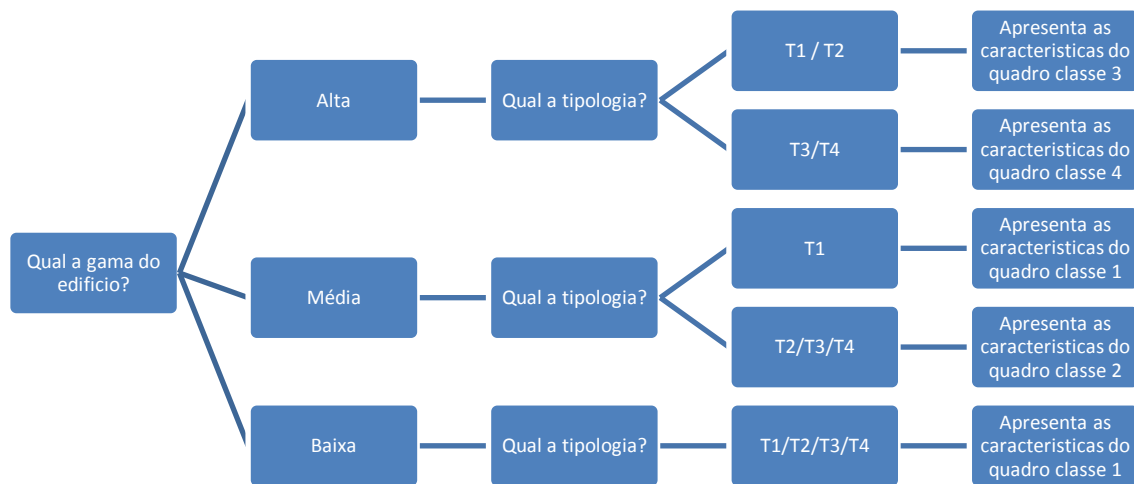 Qual a gama do
edificio?
Alta
Qual a tipologia?
T1 / T2
Apresenta as
caracteristicas do
quadro classe 3
T3/T4
Apresenta as
caracteristicas do
quadro classe 4
Média
Qual a tipologia?
T1
Apresenta as
caracteristicas do
quadro classe 1
T2/T3/T4
Apresenta as
caracteristicas do
quadro classe 2
Baixa
Qual a tipologia?
T1/T2/T3/T4
Apresenta as
caracteristicas do
quadro classe 1